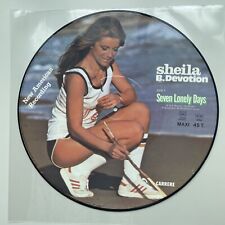 New American
Recording
sheila
B. Devotion
Seven Lonely Days
MAXI 45 T.
CARRERE